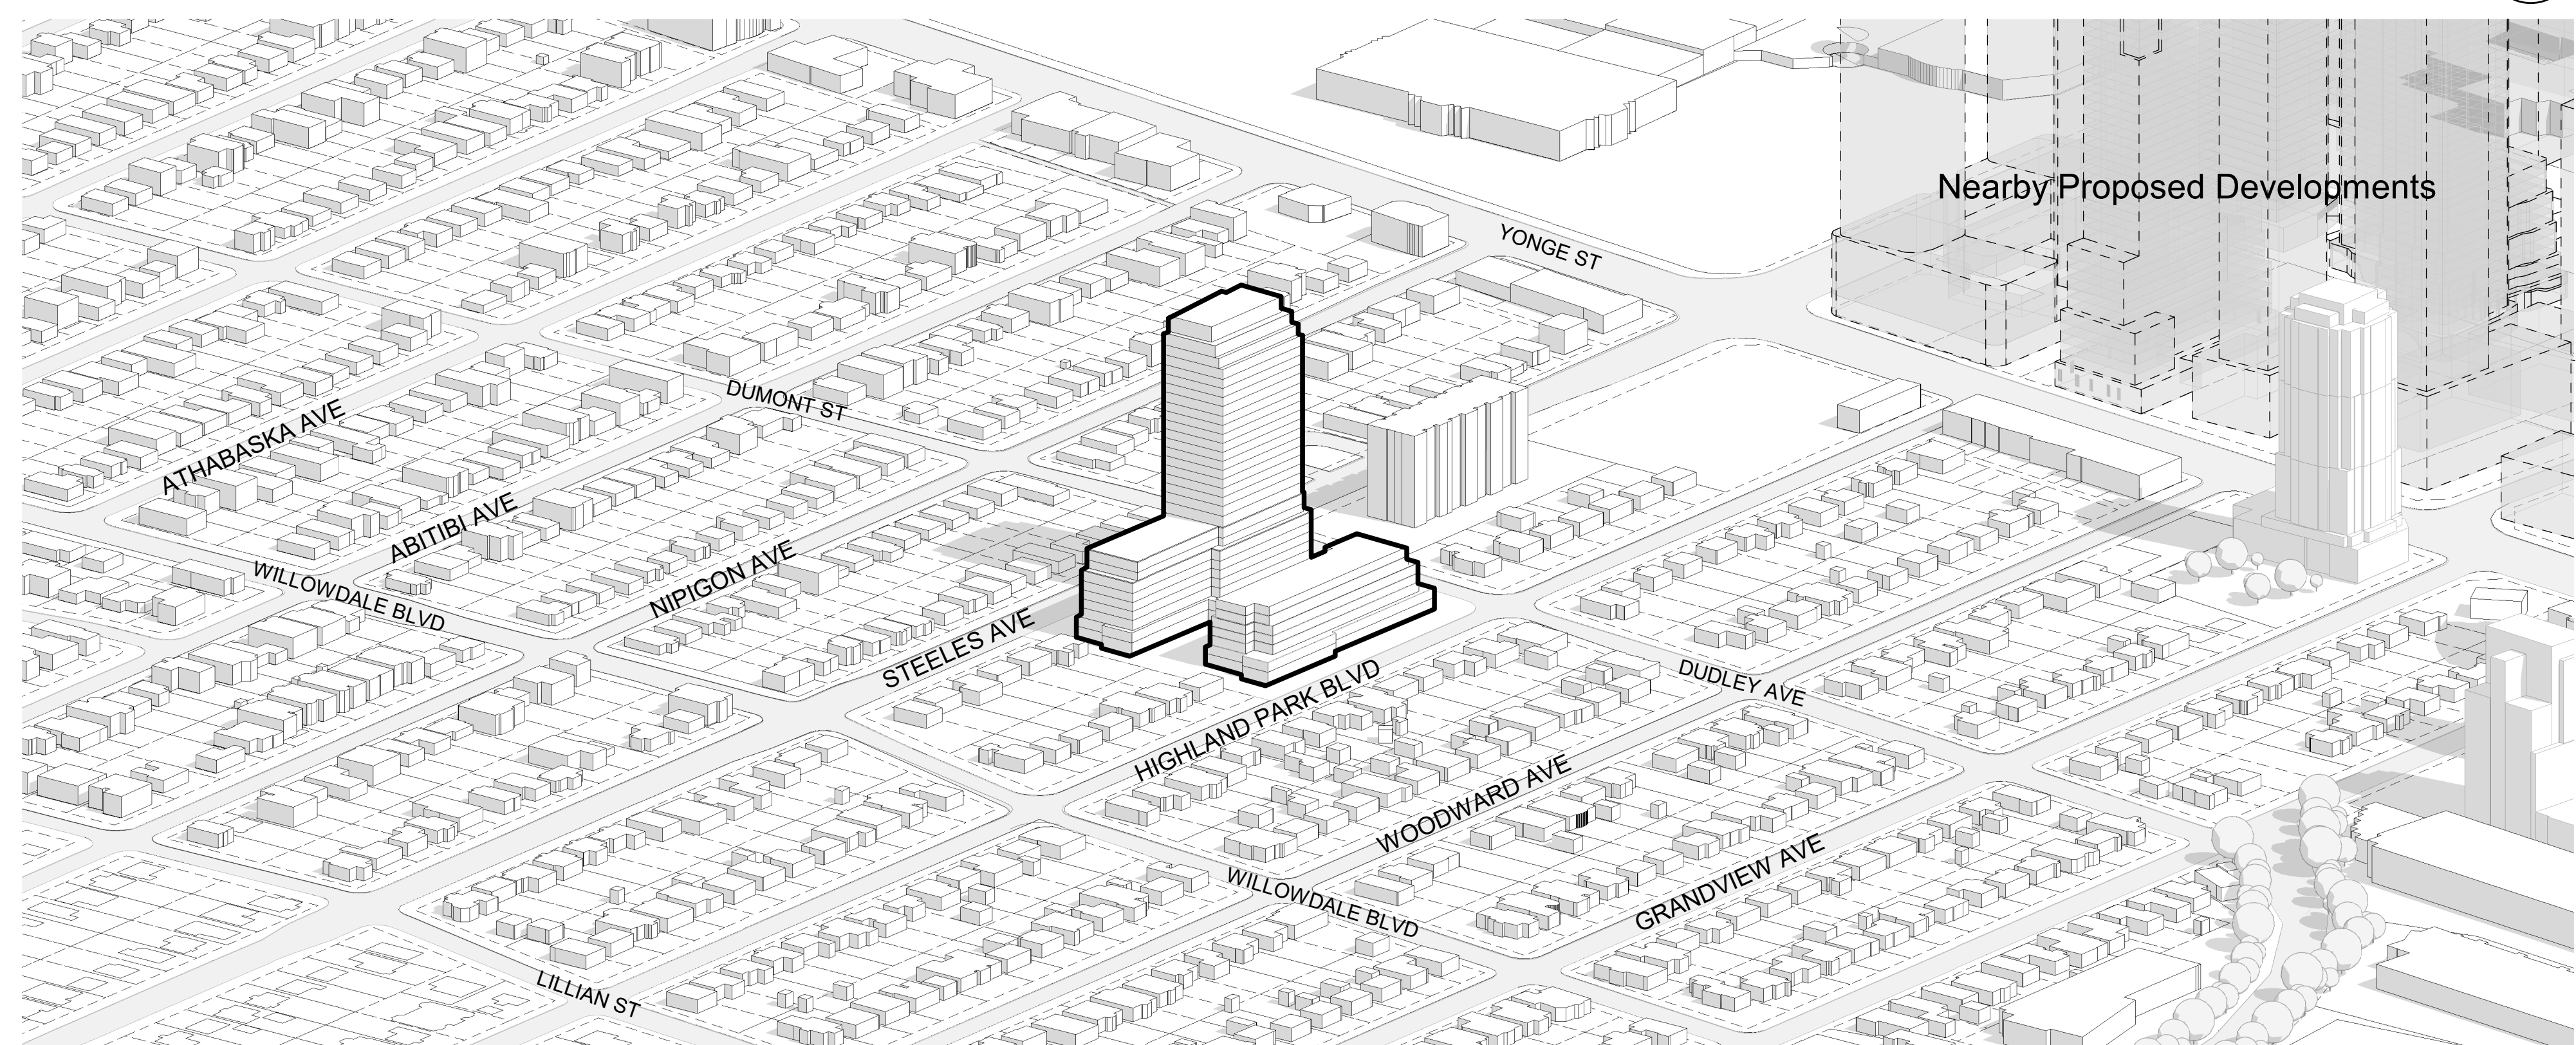 Nearby Proposed Developments
YONGE ST
DUMONT ST
ATHABASKA AVE
ABITIBI AVE
WILLOWDALE BLVD
NIPIGON AVE
STEELES AVE
DUDLEY AVE
HIGHLAND PARK BLVD
WOODWARD AVE
GRANDVIEW AVE
WILLOWDALE BLVD
LILLIAN ST